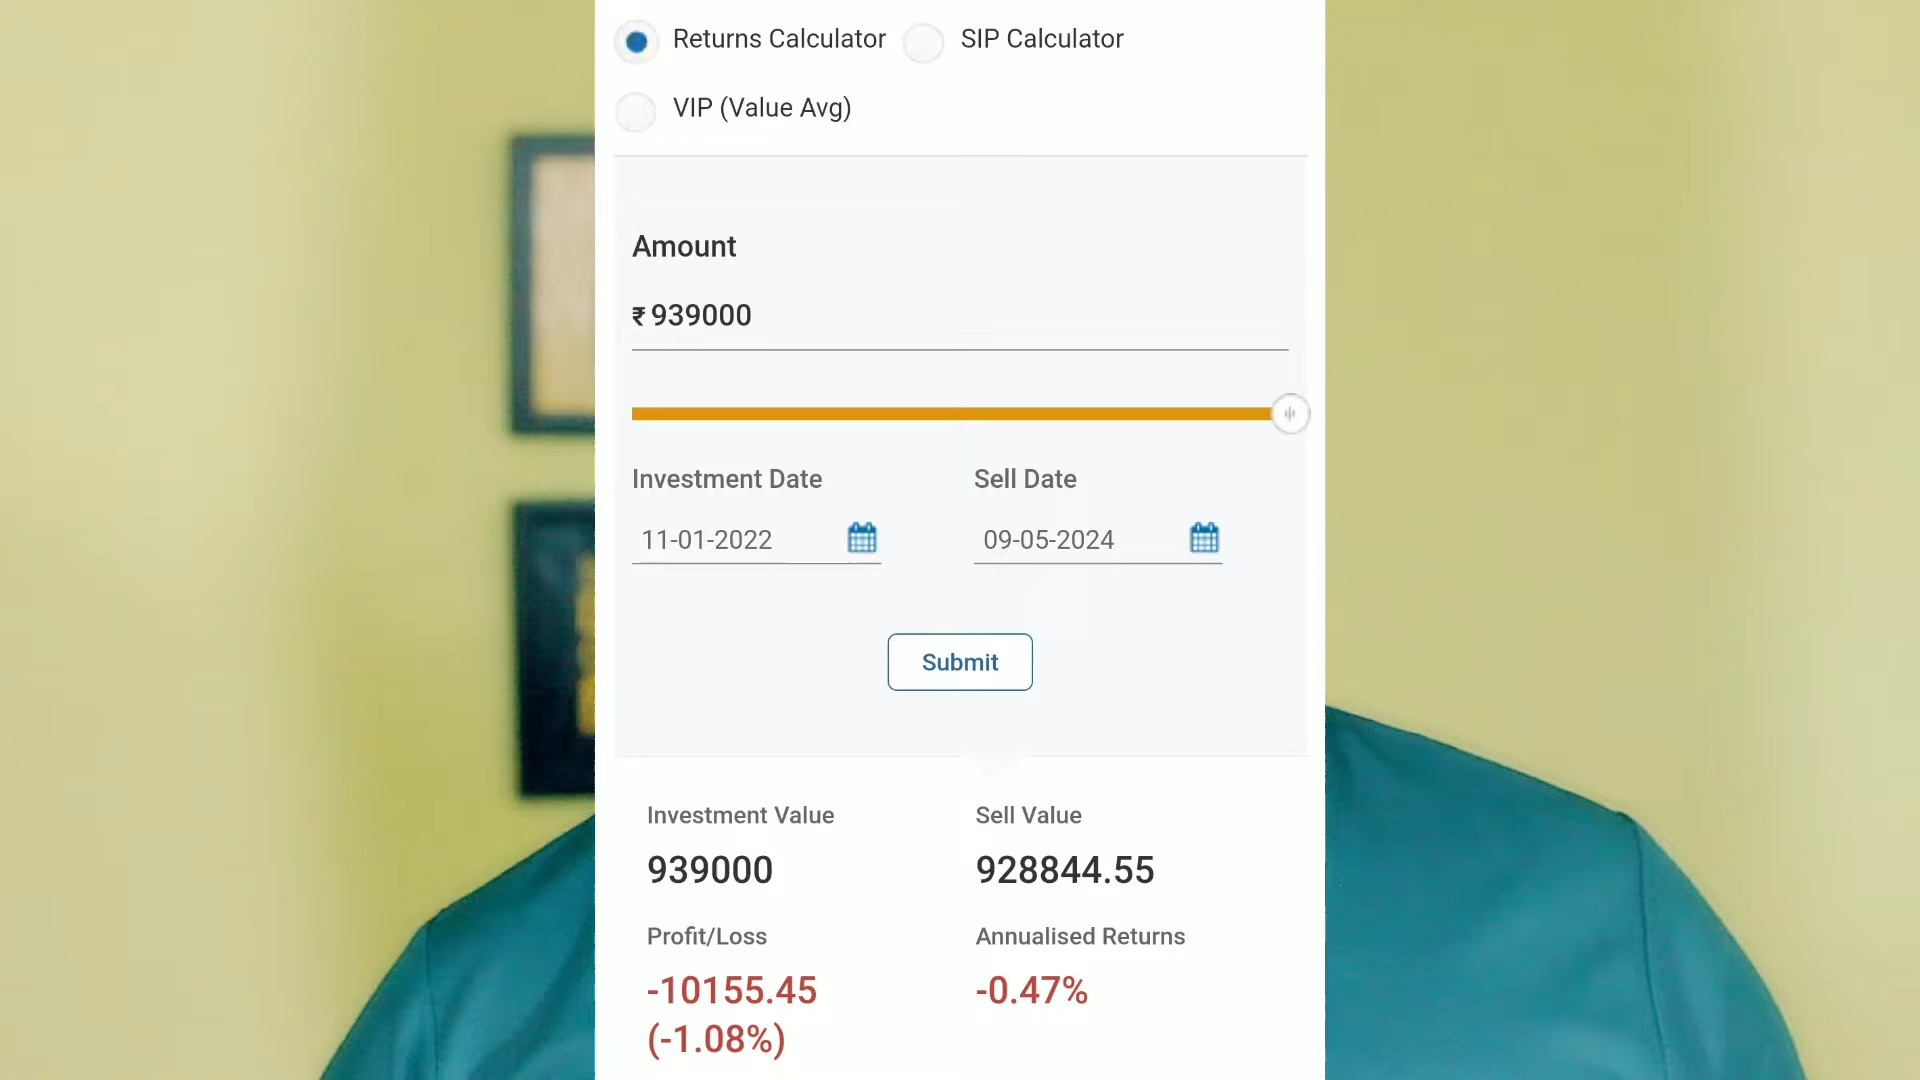 Returns Calculator SIP Calculator
VIP (Value Avg)
Amount
₹ 939000
Investment Date Sell Date
11-01-2022 09-05-2024
Submit
Investment Value Sell Value
939000 928844.55
Profit/Loss Annualised Returns
-10155.45 -0.47%
(-1.08%)